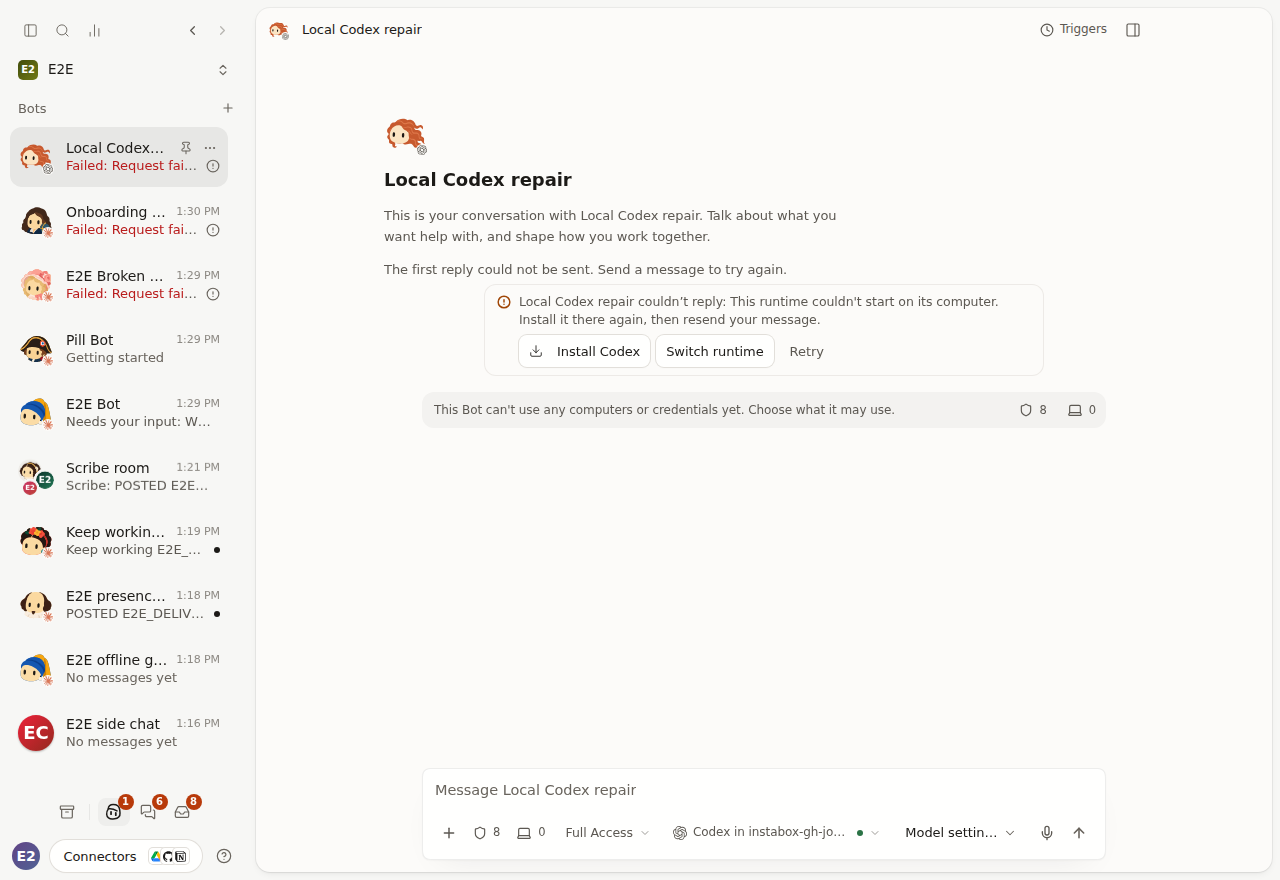 Local Codex repair
Triggers
E2 E2E
Bots
Local Codex...
Failed: Request fai...
Onboarding ... 1:30 PM
Failed: Request fai...
E2E Broken ... 1:29 PM
Failed: Request fai...
Pill Bot 1:29 PM
Getting started
E2E Bot 1:29 PM
Needs your input: W...
Scribe room 1:21 PM
E2 E2
Scribe: POSTED E2E...
Keep workin... 1:19 PM
Keep working E2E_...
E2E presenc... 1:18 PM
POSTED E2E_DELIV...
E2E offline g... 1:18 PM
No messages yet
EC
E2E side chat 1:16 PM
No messages yet
1 6 8
E2 Connectors
Local Codex repair
This is your conversation with Local Codex repair. Talk about what you
want help with, and shape how you work together.
The first reply could not be sent. Send a message to try again.
Local Codex repair couldn’t reply: This runtime couldn't start on its computer.
Install it there again, then resend your message.
Install Codex Switch runtime Retry
This Bot can't use any computers or credentials yet. Choose what it may use. 8 0
Message Local Codex repair
8 0 Full Access Codex in instabox-gh-jo... Model settin...